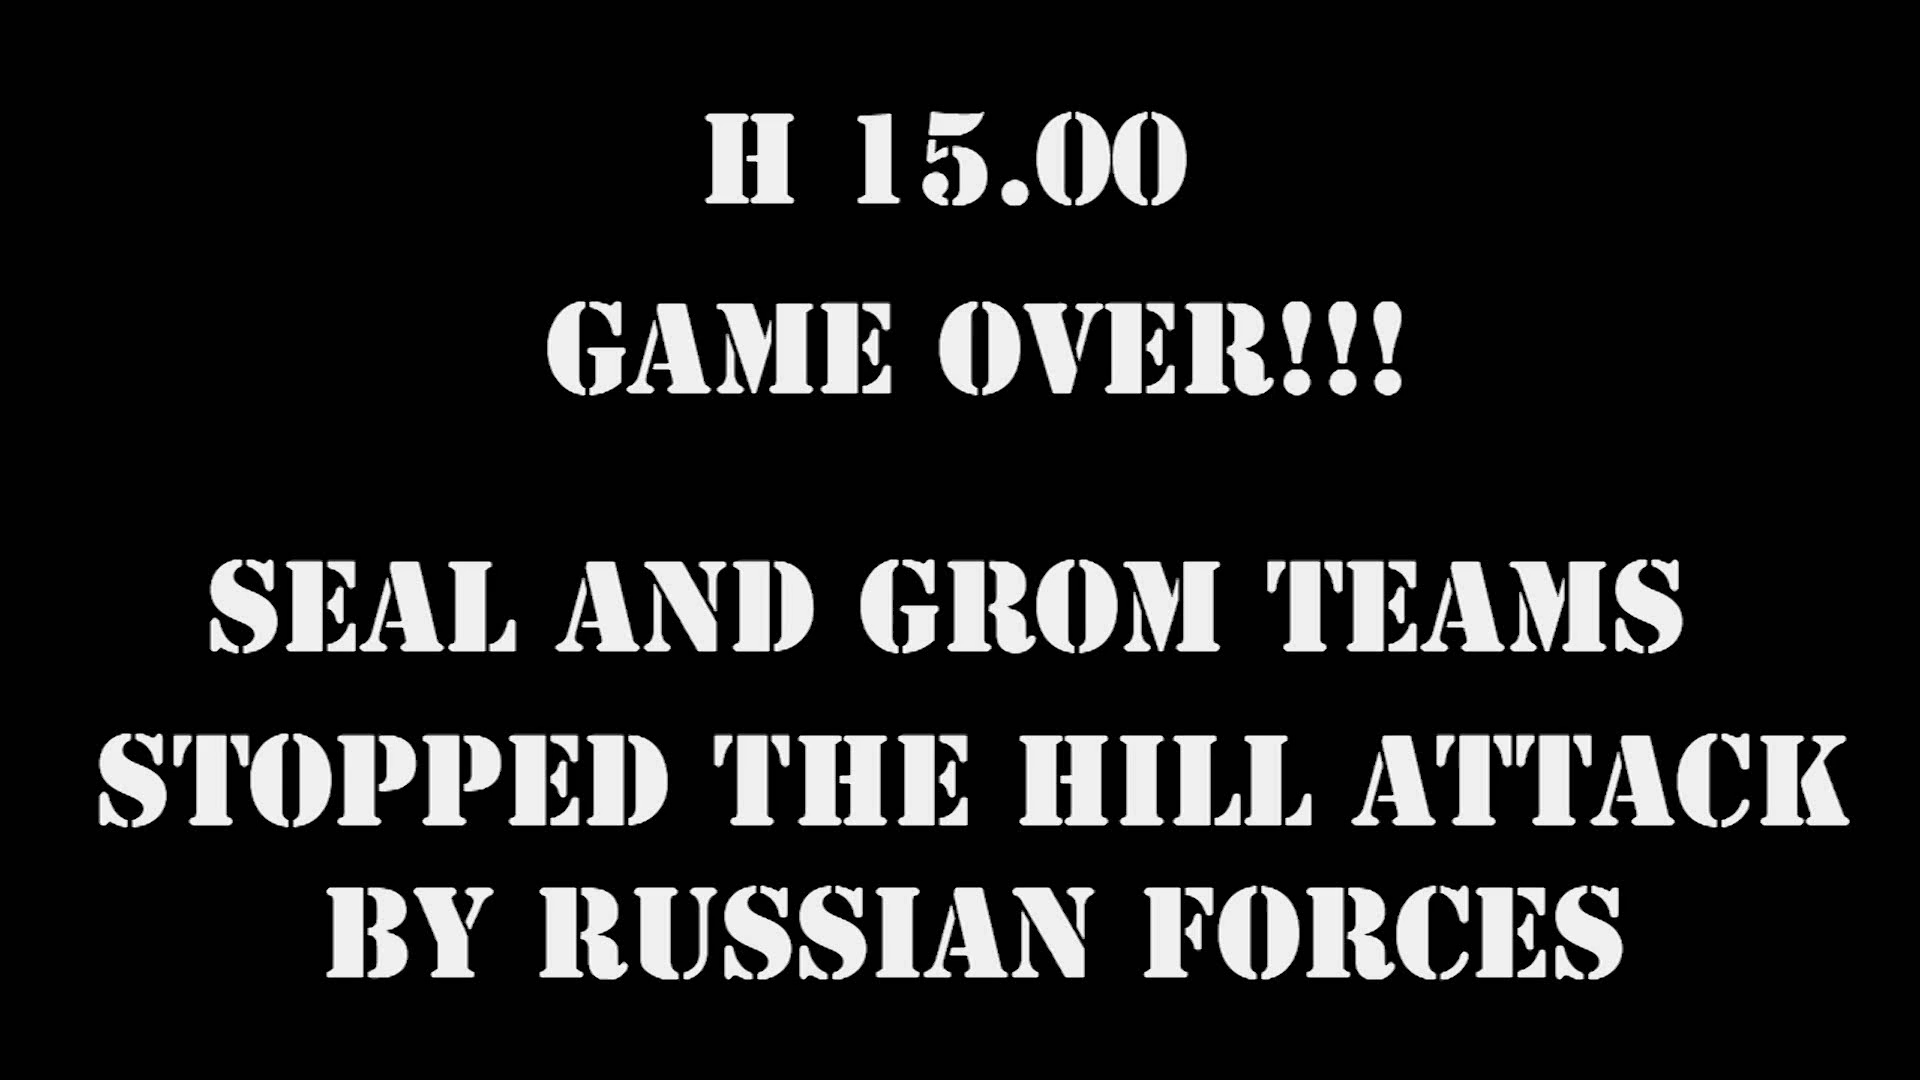 H 15.00
GAME OVER!!!
SEAL AND GROM TEAMS
STOPPED THE HILL ATTACK
BY RUSSIAN FORCES